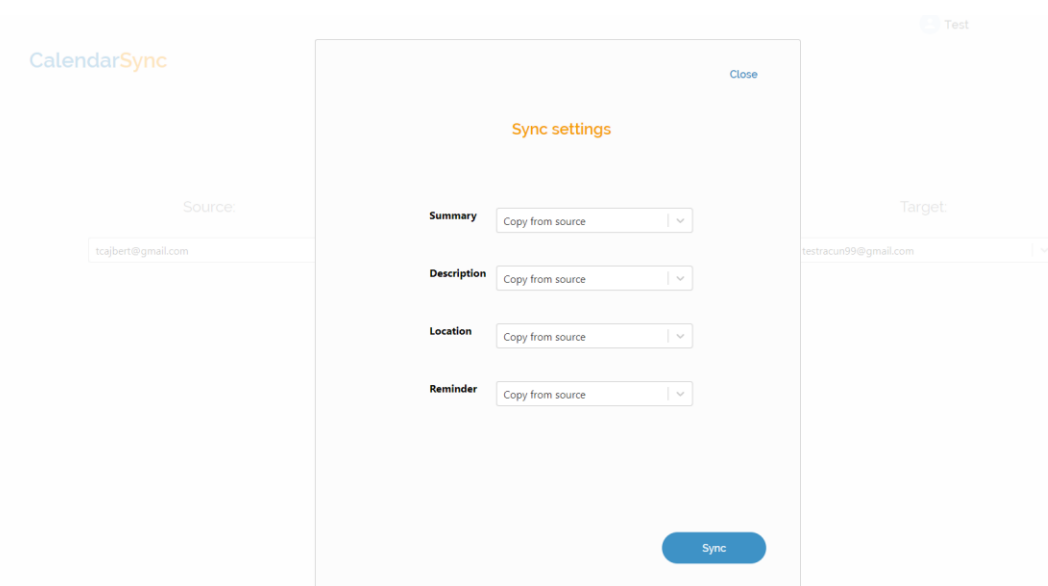 Test
CalendarSync
Close
Sync settings
Source:
Target:
Summary
Copy from source
tcajbert@gmail.com
testracun99@gmail.com
Description
Copy from source
Location
Copy from source
Reminder
Copy from source
Sync